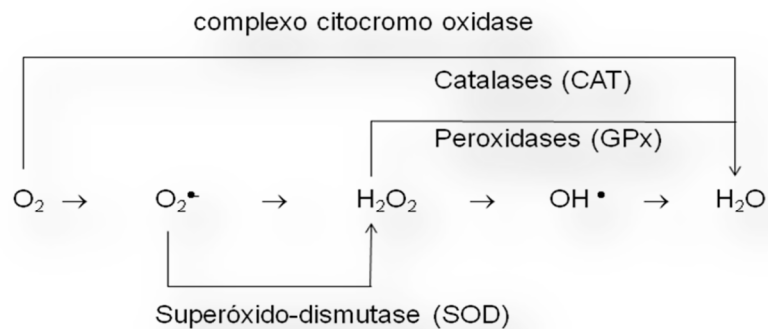 complexo citocromo oxidase
Catalases (CAT)
Peroxidases (GPx)
O₂ → O₂•- → H₂O₂ → OH• → H₂O
Superóxido-dismutase (SOD)